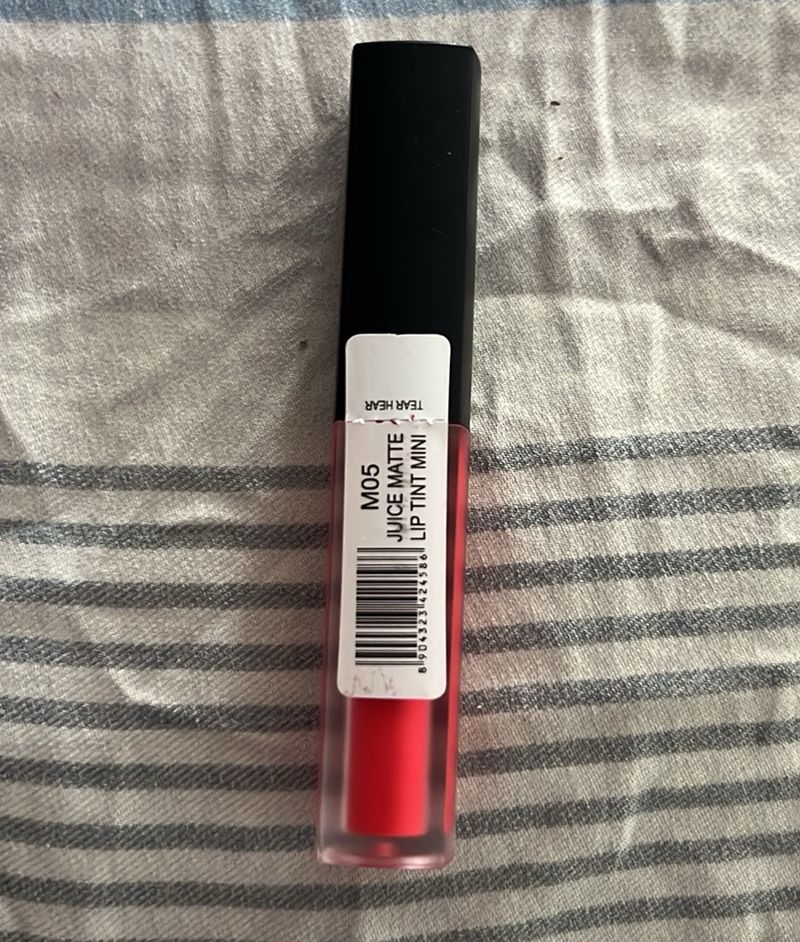 TEAR HEAR
M05
JUICE MATTE
LIP TINT MINI
8904323424586